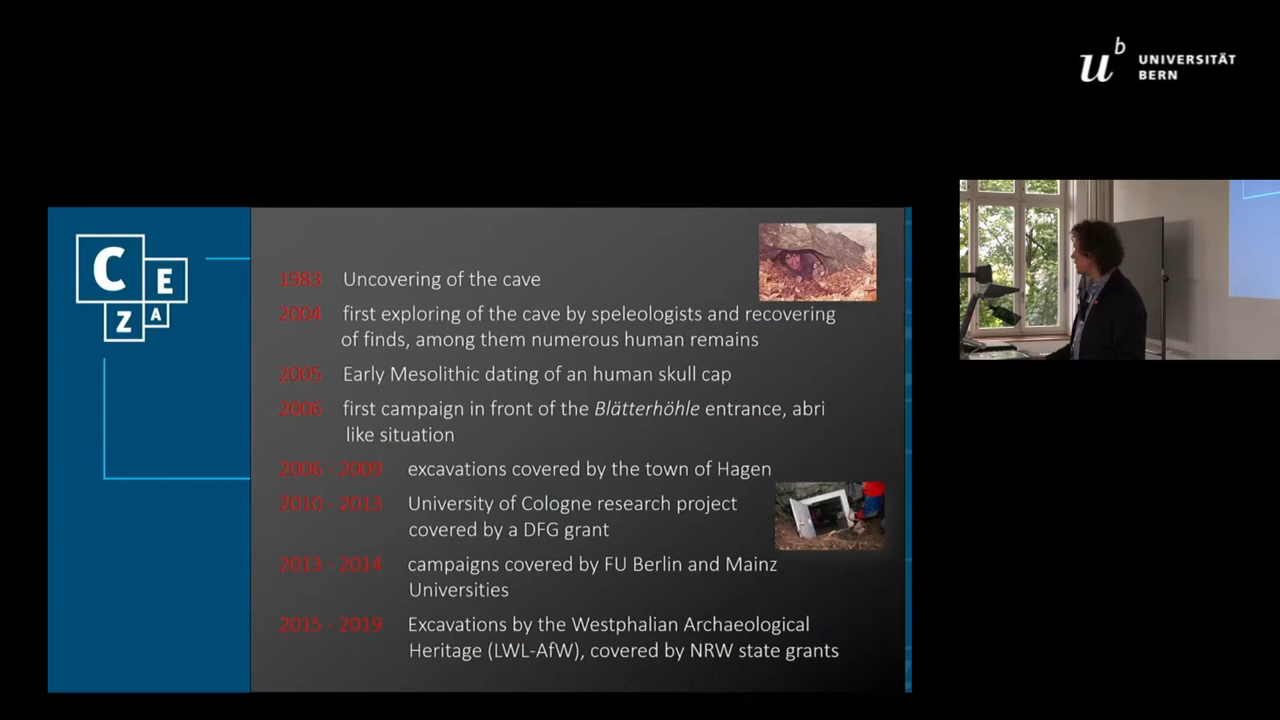 u b UNIVERSITÄT
BERN
C E
Z A
1983 Uncovering of the cave
2004 first exploring of the cave by speleologists and recovering
of finds, among them numerous human remains
2005 Early Mesolithic dating of an human skull cap
2006 first campaign in front of the Blätterhöhle entrance, abri
like situation
2006 - 2009 excavations covered by the town of Hagen
2010 - 2013 University of Cologne research project
covered by a DFG grant
2013 - 2014 campaigns covered by FU Berlin and Mainz
Universities
2015 - 2019 Excavations by the Westphalian Archaeological
Heritage (LWL-AfW), covered by NRW state grants